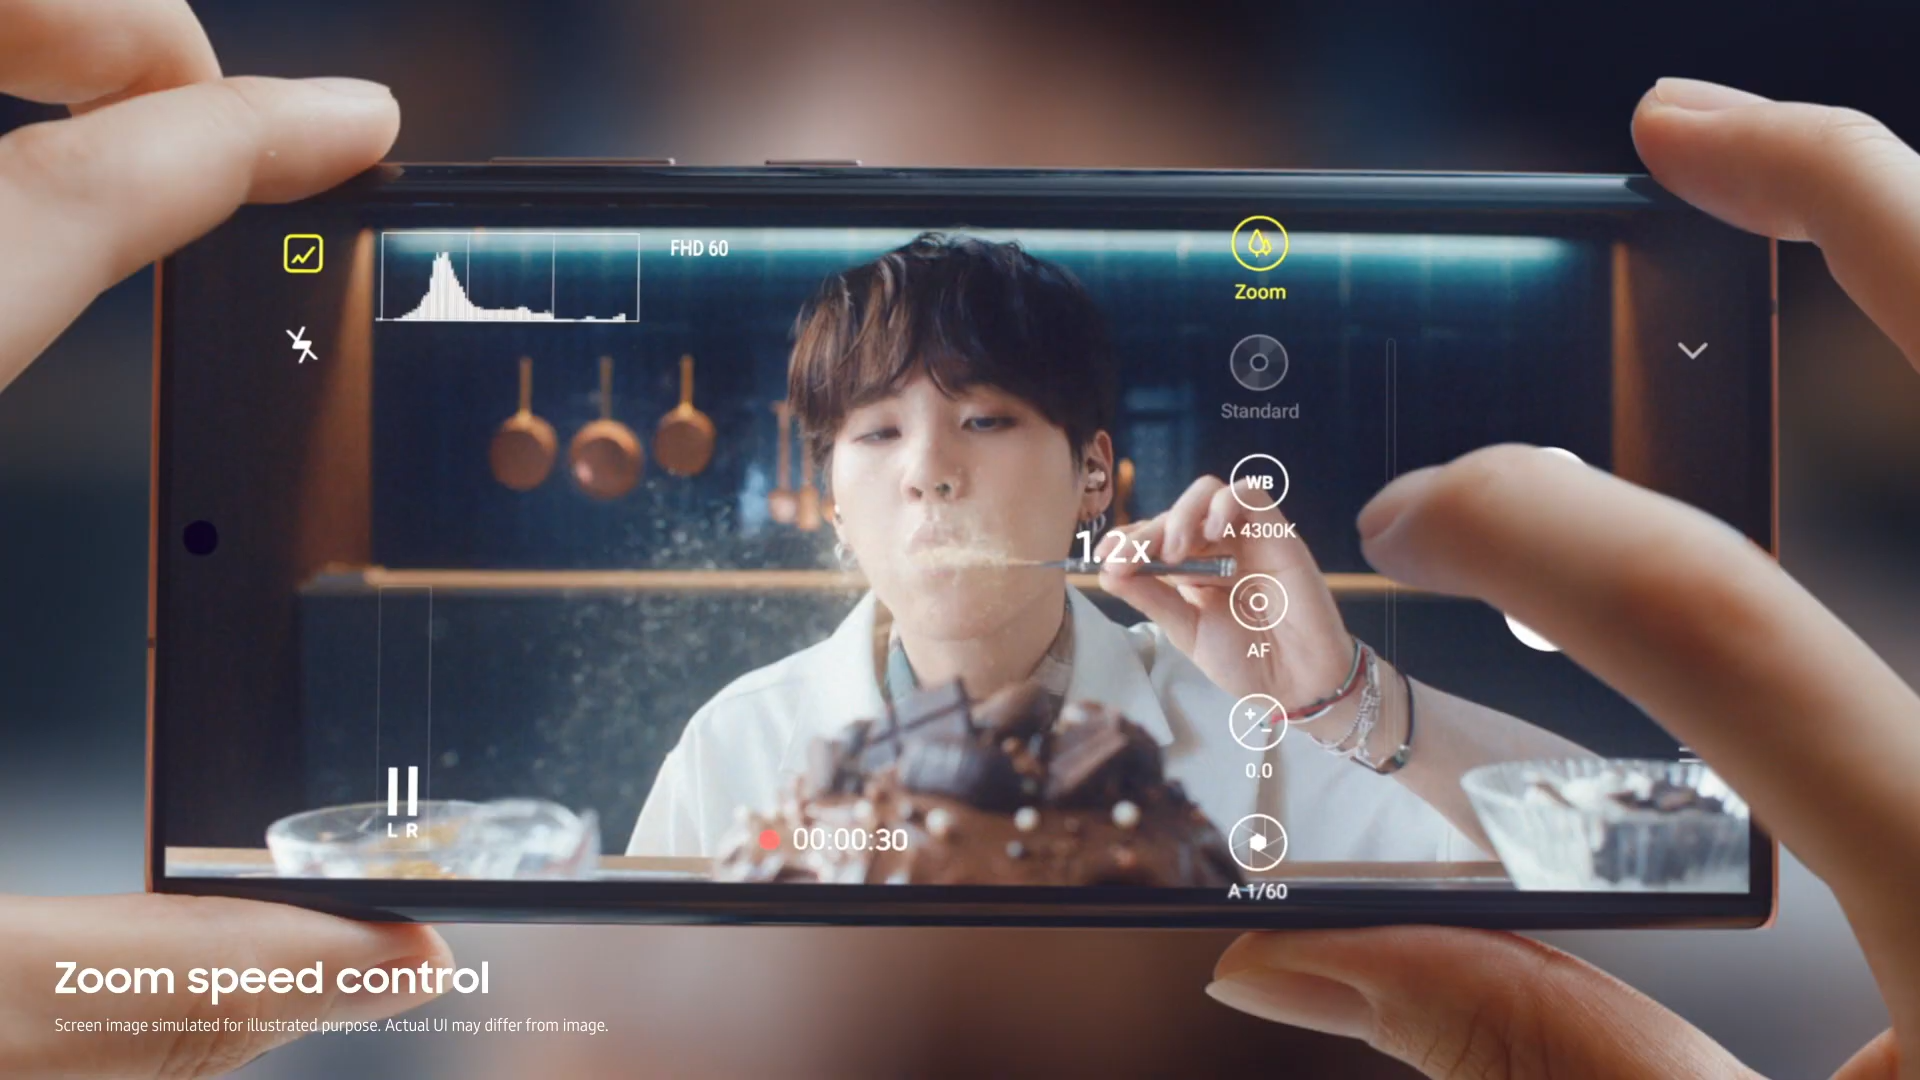 FHD 60
Zoom
Standard
WB
A 4300K
1.2x
AF
0.0
L R
00:00:30
A 1/60
Zoom speed control
Screen image simulated for illustrated purpose. Actual UI may differ from image.